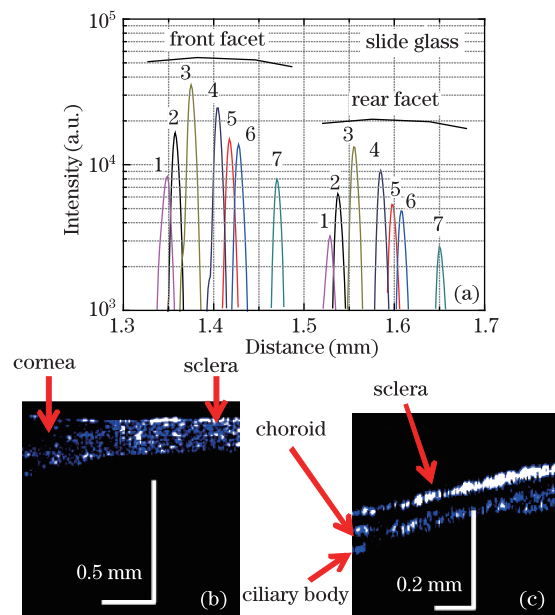 10^5
front facet
slide glass
3
rear facet
4
2
5
6
1
7
3
4
2
5
6
1
7
10^4
10^3
Intensity (a.u.)
(a)
1.3
1.4
1.5
1.6
1.7
Distance (mm)
cornea
sclera
0.5 mm
(b)
sclera
choroid
ciliary body
0.2 mm
(c)